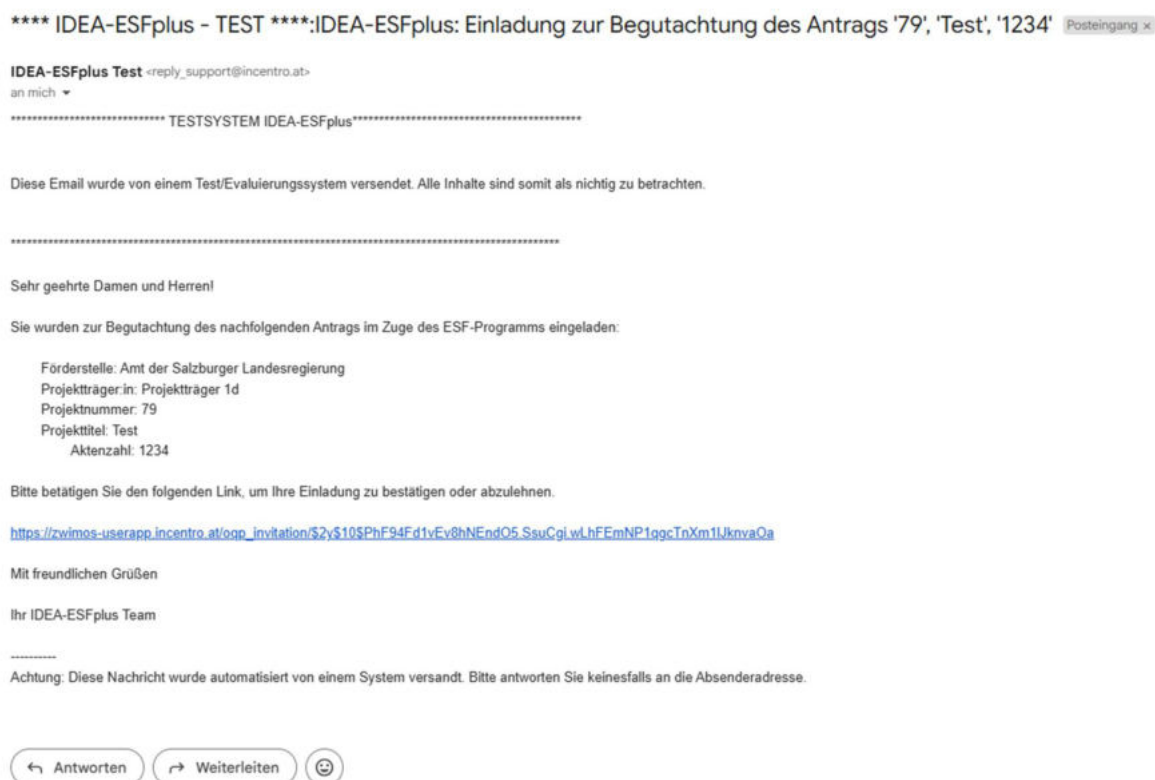 **** IDEA-ESFplus - TEST ****:IDEA-ESFplus: Einladung zur Begutachtung des Antrags '79', 'Test', '1234' Posteingang ×
IDEA-ESFplus Test <reply_support@incentro.at>
an mich
***************************** TESTSYSTEM IDEA-ESFplus*******************************************
Diese Email wurde von einem Test/Evaluierungssystem versendet. Alle Inhalte sind somit als nichtig zu betrachten.
********************************************************************************************************
Sehr geehrte Damen und Herren!
Sie wurden zur Begutachtung des nachfolgenden Antrags im Zuge des ESF-Programms eingeladen:
Förderstelle: Amt der Salzburger Landesregierung
Projektträger:in: Projektträger 1d
Projektnummer: 79
Projekttitel: Test
Aktenzahl: 1234
Bitte betätigen Sie den folgenden Link, um Ihre Einladung zu bestätigen oder abzulehnen.
https://zwimos-userapp.incentro.at/oqp_invitation/$2y$10$PhF94Fd1vEv8hNEndO5.SsuCgi.wLhFEmNP1qgcTnXm1IJknvaOa
Mit freundlichen Grüßen
Ihr IDEA-ESFplus Team
----------
Achtung: Diese Nachricht wurde automatisiert von einem System versandt. Bitte antworten Sie keinesfalls an die Absenderadresse.
Antworten Weiterleiten